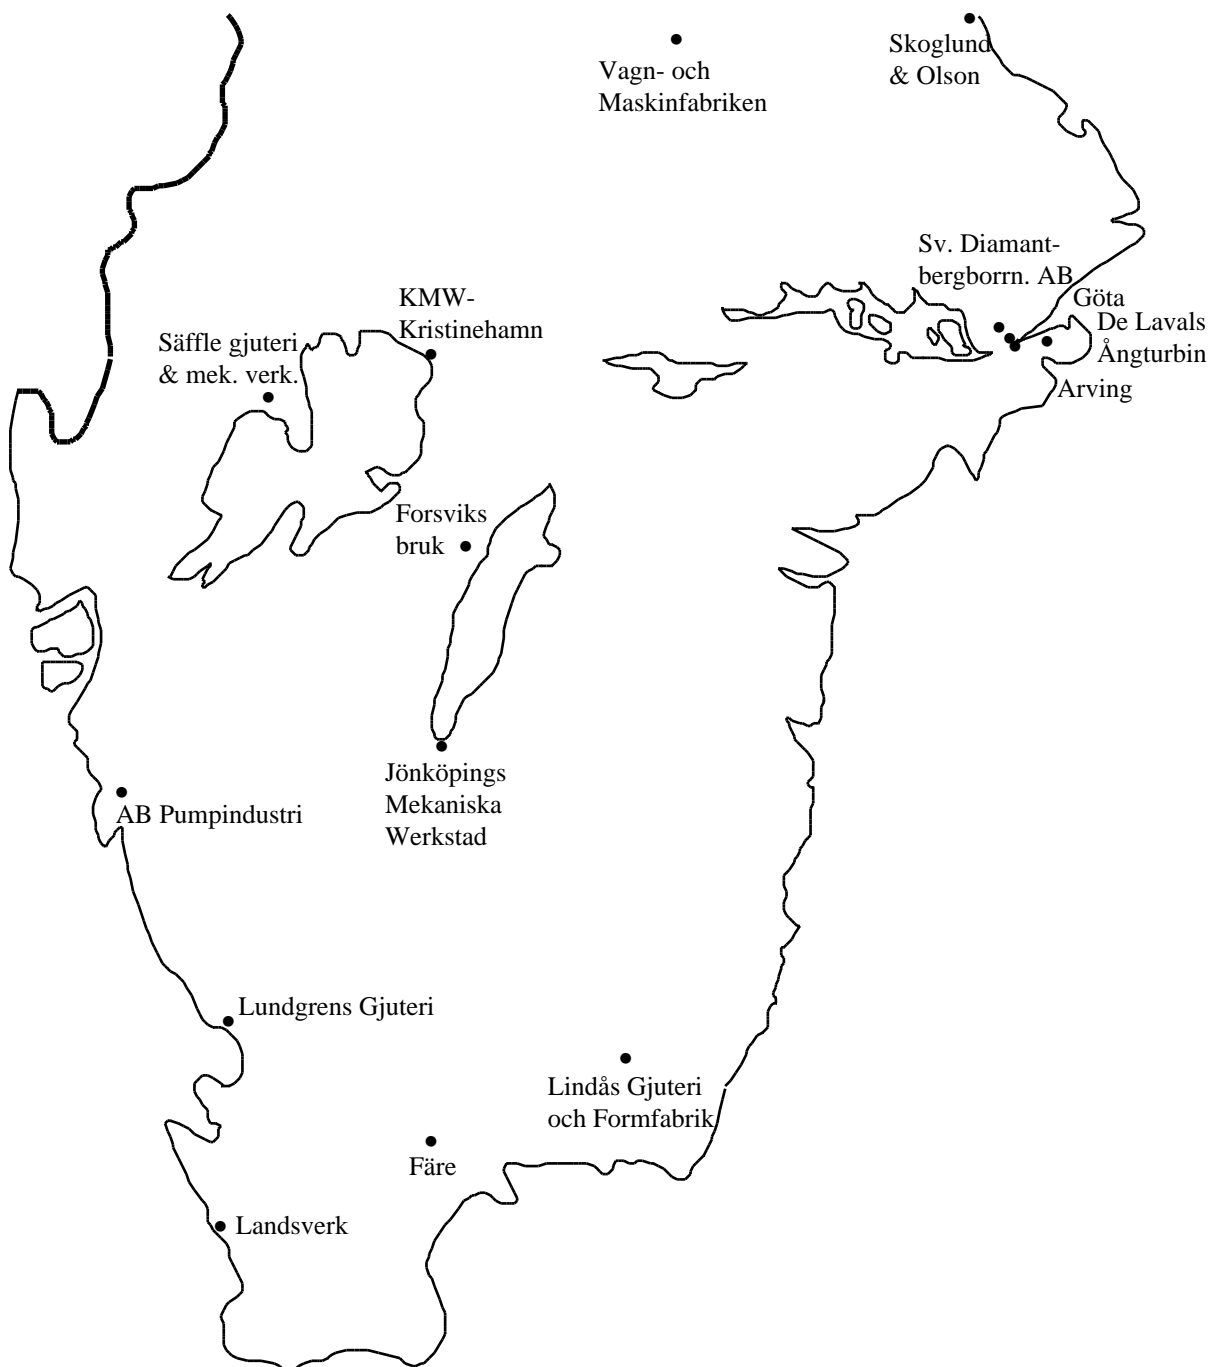 Skoglund
& Olson
Vagn- och
Maskinfabriken
Sv. Diamant-
bergborrn. AB
KMW-
Kristinehamn
Göta
De Lavals
Ångturbin
Säffle gjuteri
& mek. verk.
Arving
Forsviks
bruk
Jönköpings
Mekaniska
Werkstad
AB Pumpindustri
Lundgrens Gjuteri
Lindås Gjuteri
och Formfabrik
Färe
Landsverk